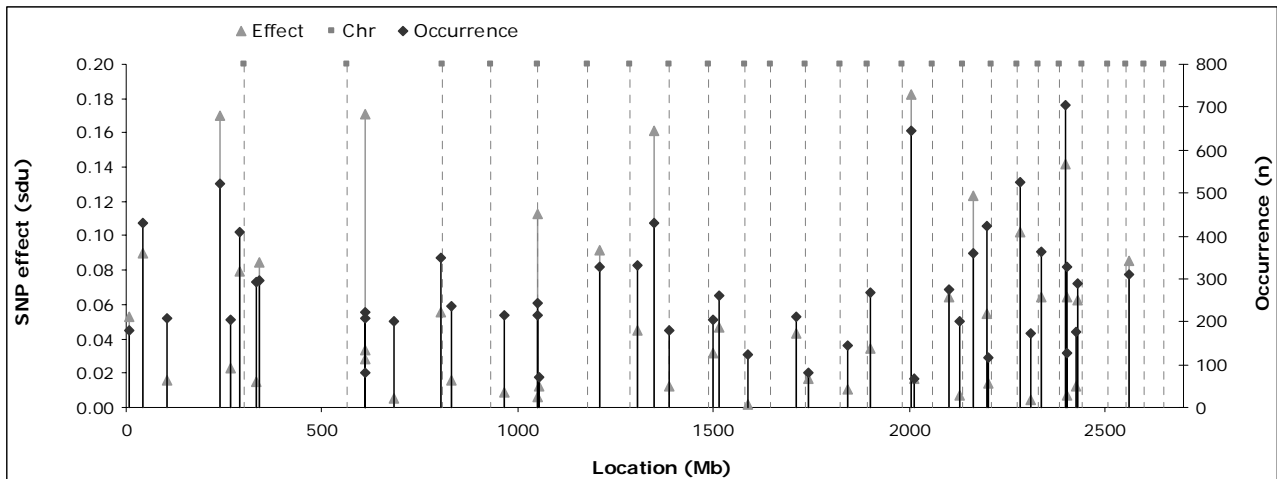 Effect Chr Occurrence
0.20 800
0.18 700
0.16
0.14 600
0.12 500
0.10 400
0.08 300
0.06
0.04 200
0.02 100
0.00 0
0 500 1000 1500 2000 2500
SNP effect (sdu)
Occurrence (n)
Location (Mb)